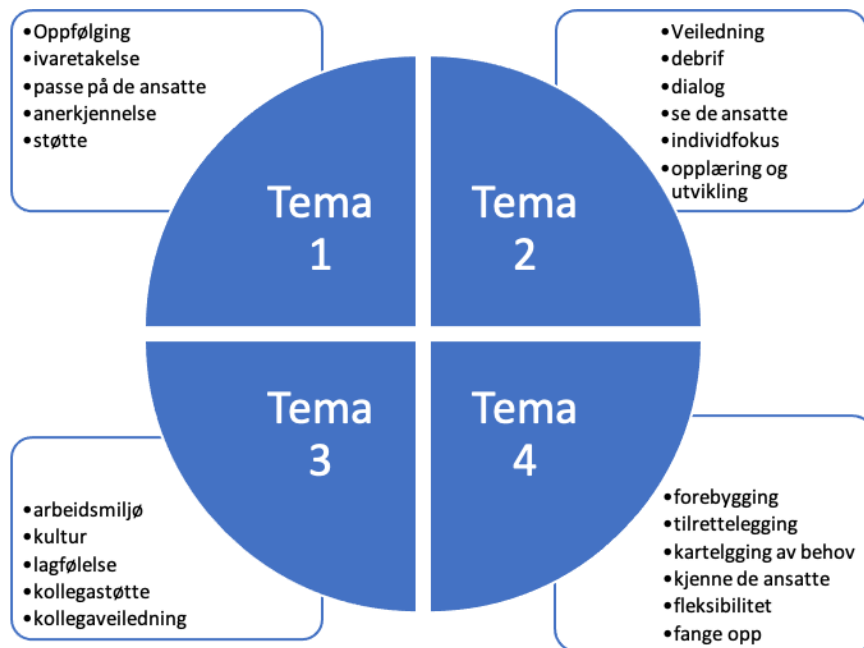 •Oppfølging
•ivaretakelse
•passe på de ansatte
•anerkjennelse
•støtte
•Veiledning
•debrif
•dialog
•se de ansatte
•individfokus
•opplæring og
utvikling
Tema
1
Tema
2
Tema
3
Tema
4
•arbeidsmiljø
•kultur
•lagfølelse
•kollegastøtte
•kollegaveiledning
•forebygging
•tilrettelegging
•kartelgging av behov
•kjenne de ansatte
•fleksibilitet
•fange opp